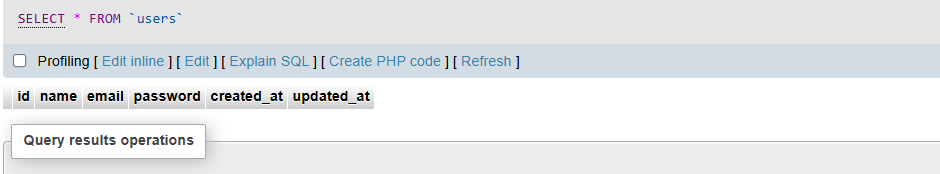 SELECT * FROM `users`
Profiling [ Edit inline ] [ Edit ] [ Explain SQL ] [ Create PHP code ] [ Refresh ]
id name email password created_at updated_at
Query results operations